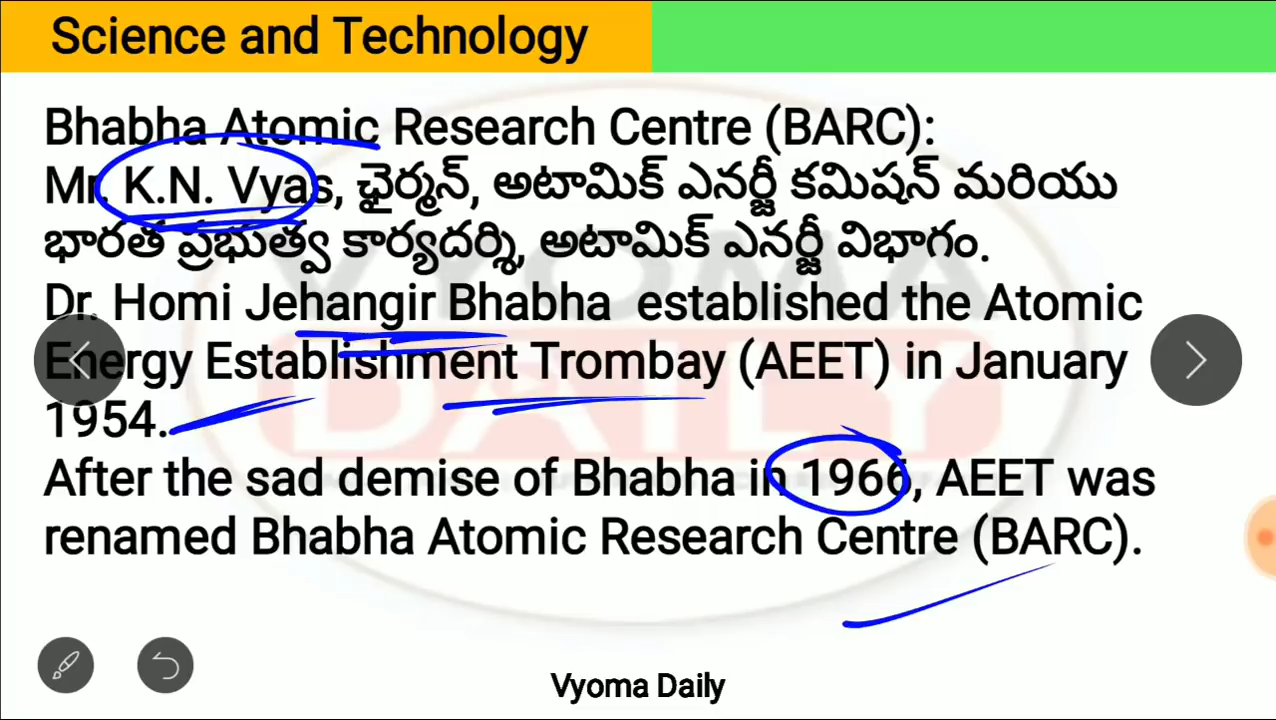 Science and Technology
Bhabha Atomic Research Centre (BARC):
Mr. K.N. Vyas, ఛైర్మన్, అటామిక్ ఎనర్జీ కమిషన్ మరియు
భారత ప్రభుత్వ కార్యదర్శి, అటామిక్ ఎనర్జీ విభాగం.
Dr. Homi Jehangir Bhabha established the Atomic
Energy Establishment Trombay (AEET) in January
1954.
After the sad demise of Bhabha in 1966, AEET was
renamed Bhabha Atomic Research Centre (BARC).
VYOMA
DAILY
Vyoma Daily